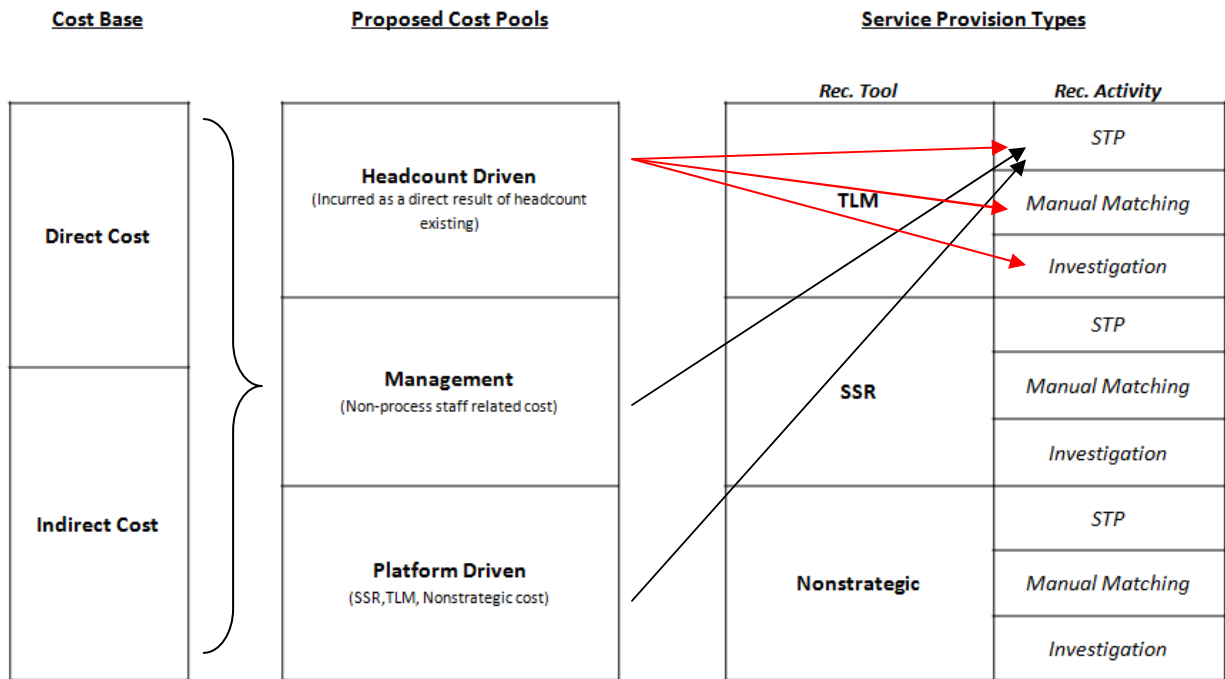 Cost Base
Proposed Cost Pools
Service Provision Types
Rec. Tool
Rec. Activity
Direct Cost
Indirect Cost
Headcount Driven
(Incurred as a direct result of headcount
existing)
Management
(Non-process staff related cost)
Platform Driven
(SSR,TLM, Nonstrategic cost)
TLM
STP
Manual Matching
Investigation
SSR
STP
Manual Matching
Investigation
Nonstrategic
STP
Manual Matching
Investigation